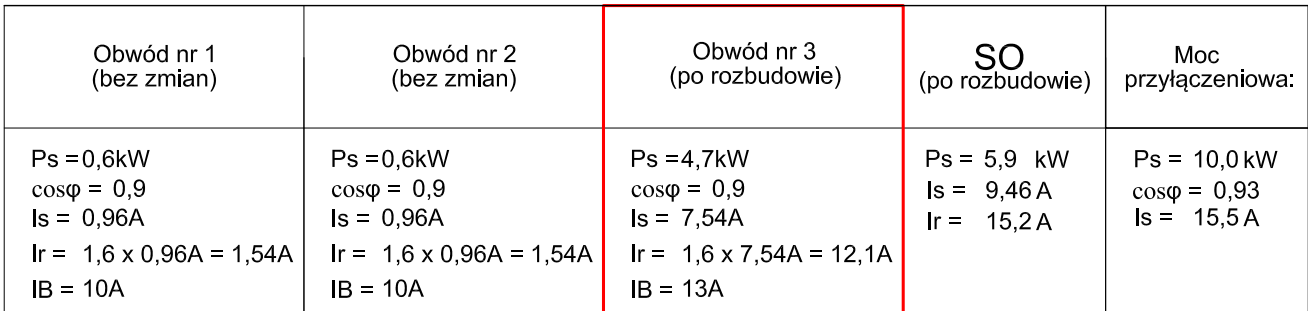 Obwód nr 1
(bez zmian)
Obwód nr 2
(bez zmian)
Obwód nr 3
(po rozbudowie)
SO
(po rozbudowie)
Moc
przyłączeniowa:
Ps =0,6kW
cosφ = 0,9
Is = 0,96A
Ir = 1,6 x 0,96A = 1,54A
IB = 10A
Ps =0,6kW
cosφ = 0,9
Is = 0,96A
Ir = 1,6 x 0,96A = 1,54A
IB = 10A
Ps =4,7kW
cosφ = 0,9
Is = 7,54A
Ir = 1,6 x 7,54A = 12,1A
IB = 13A
Ps = 5,9 kW
Is = 9,46 A
Ir = 15,2 A
Ps = 10,0 kW
cosφ = 0,93
Is = 15,5 A